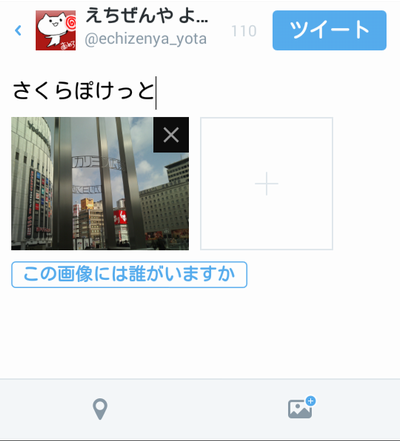 えちぜんや よ...
@echizenya_yota
110
ツイート
さくらぽけっと
この画像には誰がいますか